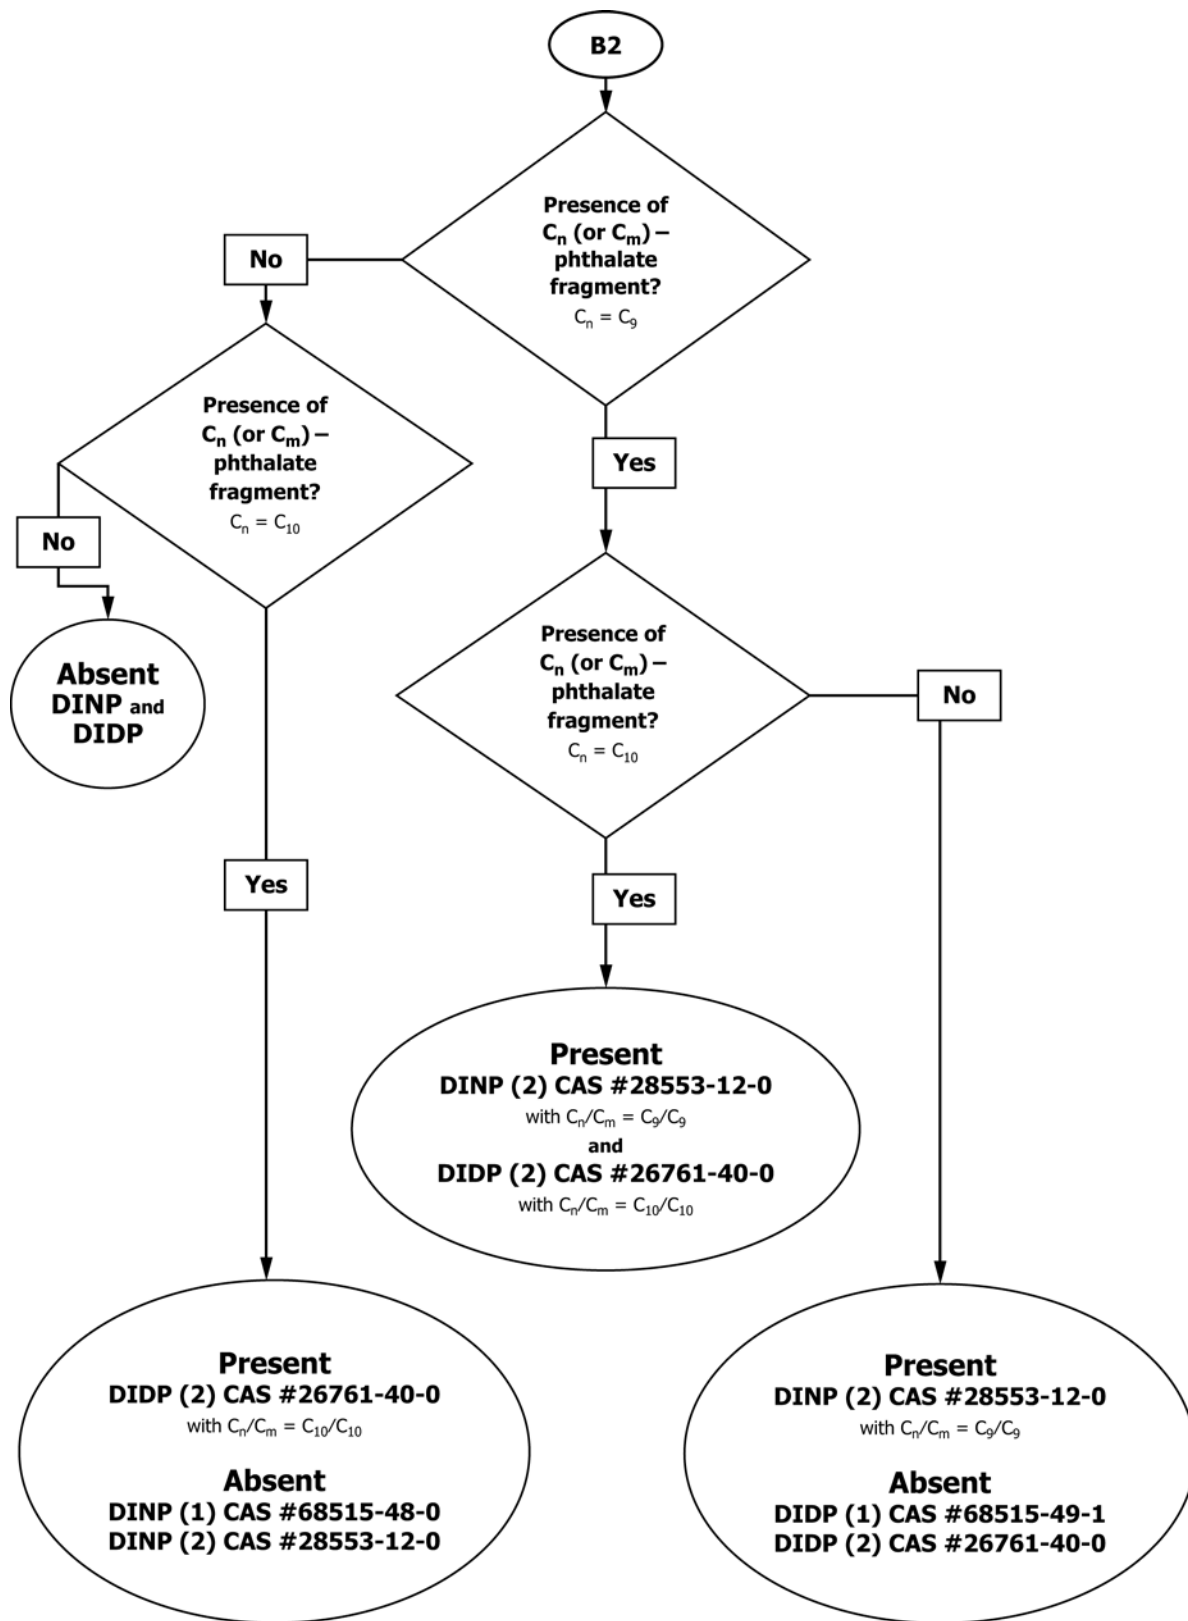 B2
Presence of
Cₙ (or Cₘ) –
phthalate
fragment?
Cₙ = C₉
No
Presence of
Cₙ (or Cₘ) –
phthalate
fragment?
Cₙ = C₁₀
Yes
No
Presence of
Cₙ (or Cₘ) –
phthalate
fragment?
Cₙ = C₁₀
No
Absent
DINP and
DIDP
Yes
Yes
Present
DINP (2) CAS #28553-12-0
with Cₙ/Cₘ = C₉/C₉
and
DIDP (2) CAS #26761-40-0
with Cₙ/Cₘ = C₁₀/C₁₀
Present
DIDP (2) CAS #26761-40-0
with Cₙ/Cₘ = C₁₀/C₁₀
Absent
DINP (1) CAS #68515-48-0
DINP (2) CAS #28553-12-0
Present
DINP (2) CAS #28553-12-0
with Cₙ/Cₘ = C₉/C₉
Absent
DIDP (1) CAS #68515-49-1
DIDP (2) CAS #26761-40-0